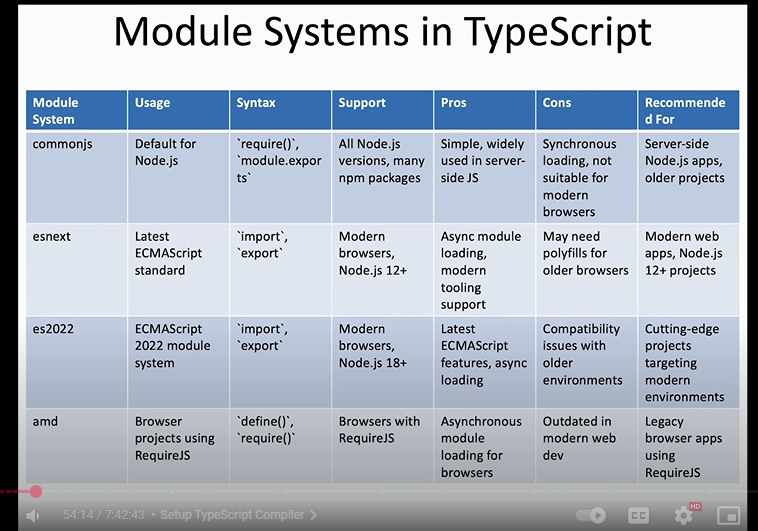 Module Systems in TypeScript
Module System
Usage
Syntax
Support
Pros
Cons
Recommende
d For
commonjs
Default for
Node.js
`require()`,
`module.expor
ts`
All Node.js
versions, many
npm packages
Simple, widely
used in server-
side JS
Synchronous
loading, not
suitable for
modern
browsers
Server-side
Node.js apps,
older projects
esnext
Latest
ECMAScript
standard
`import`,
`export`
Modern
browsers,
Node.js 12+
Async module
loading,
modern
tooling
support
May need
polyfills for
older browsers
Modern web
apps, Node.js
12+ projects
es2022
ECMAScript
2022 module
system
`import`,
`export`
Modern
browsers,
Node.js 18+
Latest
ECMAScript
features, async
loading
Compatibility
issues with
older
environments
Cutting-edge
projects
targeting
modern
environments
amd
Browser
projects using
RequireJS
`define()`,
`require()`
Browsers with
RequireJS
Asynchronous
module
loading for
browsers
Outdated in
modern web
dev
Legacy
browser apps
using
RequireJS
54:14 / 7:42:43 • Setup TypeScript Compiler >
CC
HD